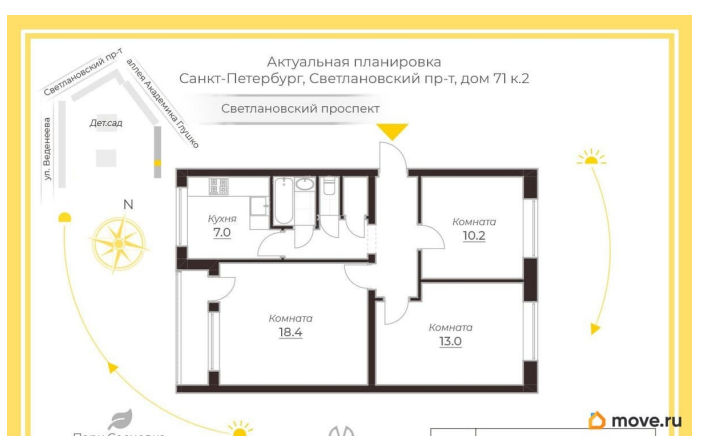 Актуальная планировка
Санкт-Петербург, Светлановский пр-т, дом 71 к.2
Светлановский проспект
Светлановский пр-т
аллея Академика Глушко
Дет.сад
ул. Веденеева
N
Кухня
7.0
Комната
10.2
Комната
18.4
Комната
13.0
move.ru